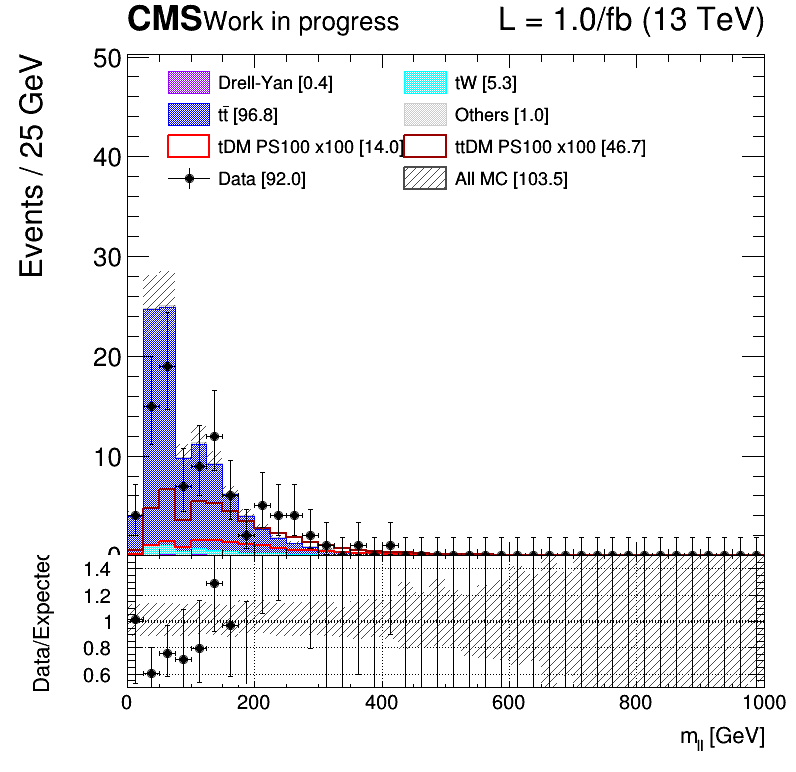 CMS Work in progress L = 1.0/fb (13 TeV)
Events / 25 GeV
50
40
30
20
10
0
Drell-Yan [0.4] tW [5.3]
tt̄ [96.8] Others [1.0]
tDM PS100 x100 [14.0] ttDM PS100 x100 [46.7]
Data [92.0] All MC [103.5]
Data/Expected
1.4
1.2
1
0.8
0.6
0 200 400 600 800 1000
m_ll [GeV]